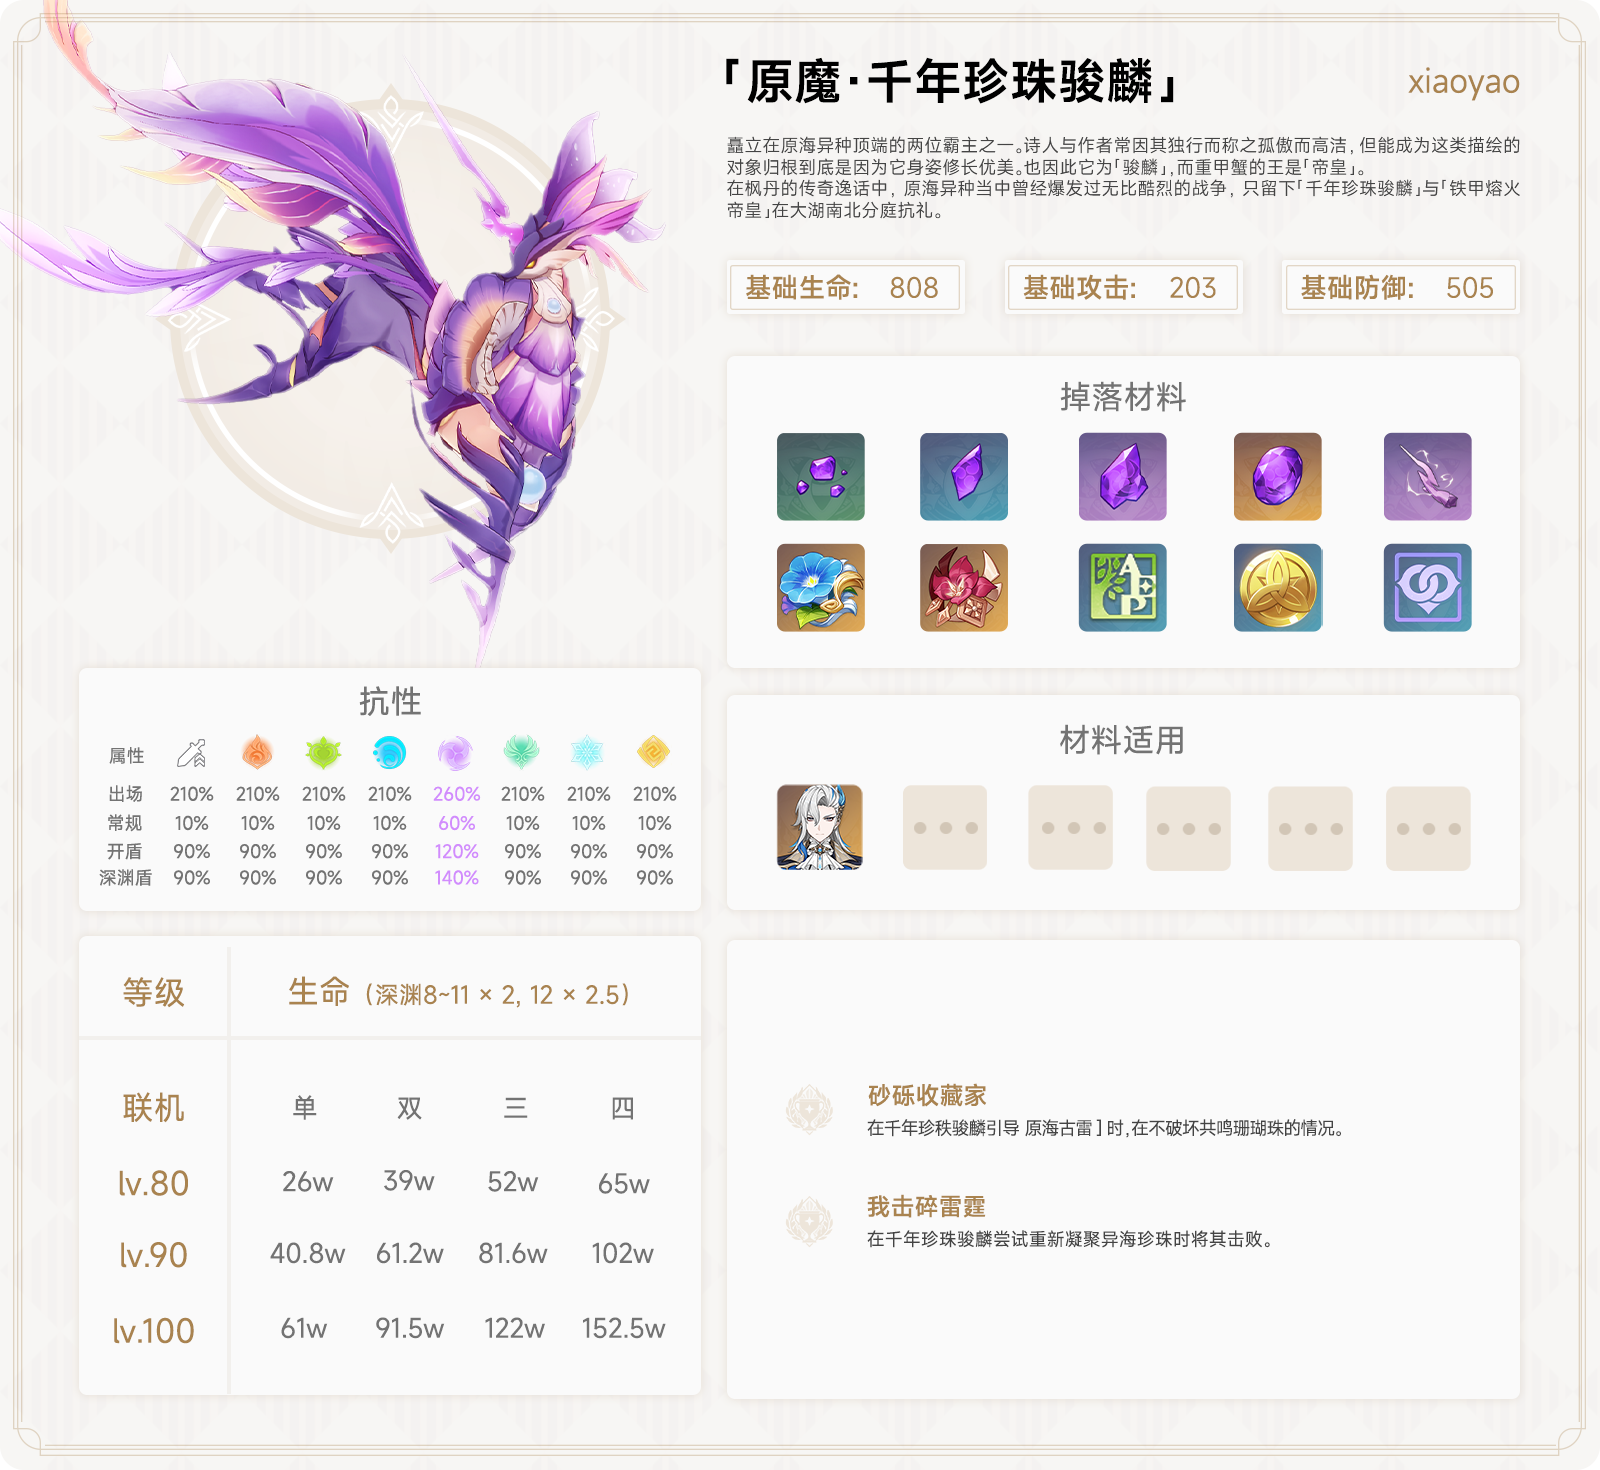 「原魔·千年珍珠骏麟」
xiaoyao
矗立在原海异种顶端的两位霸主之一。诗人与作者常因其独行而称之孤傲而高洁，但能成为这类描绘的
对象归根到底是因为它身姿修长优美。也因此它为「骏麟」，而重甲蟹的王是「帝皇」。
在枫丹的传奇逸话中，原海异种当中曾经爆发过无比酷烈的战争，只留下「千年珍珠骏麟」与「铁甲熔火
帝皇」在大湖南北分庭抗礼。
基础生命： 808
基础攻击： 203
基础防御： 505
掉落材料
AEP
抗性
属性
出场 210% 210% 210% 210% 260% 210% 210% 210%
常规 10% 10% 10% 10% 60% 10% 10% 10%
开盾 90% 90% 90% 90% 120% 90% 90% 90%
深渊盾 90% 90% 90% 90% 140% 90% 90% 90%
材料适用
等级 生命（深渊8~11 × 2, 12 × 2.5）
联机 单 双 三 四
lv.80 26w 39w 52w 65w
lv.90 40.8w 61.2w 81.6w 102w
lv.100 61w 91.5w 122w 152.5w
砂砾收藏家
在千年珍秩骏麟引导 原海古雷 ] 时,在不破坏共鸣珊瑚珠的情况。
我击碎雷霆
在千年珍珠骏麟尝试重新凝聚异海珍珠时将其击败。